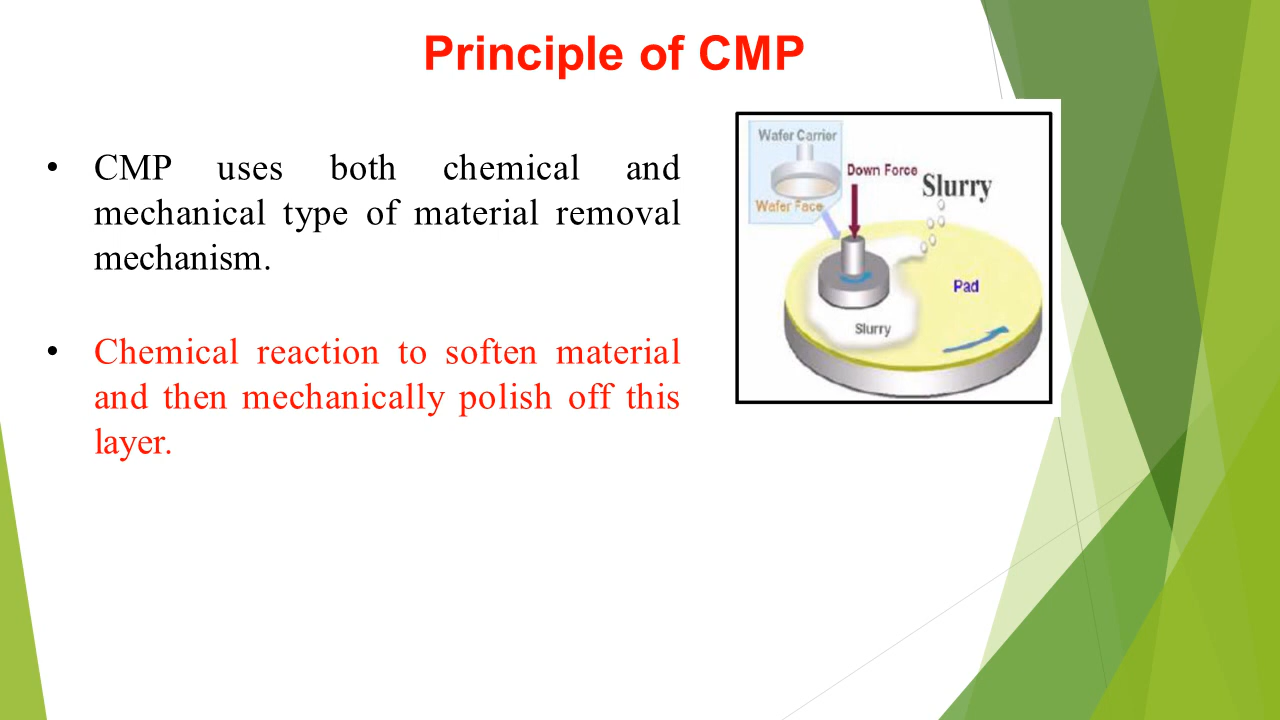 Principle of CMP
• CMP uses both chemical and
mechanical type of material removal
mechanism.
• Chemical reaction to soften material
and then mechanically polish off this
layer.
Wafer Carrier
Down Force
Slurry
Wafer Face
Pad
Slurry